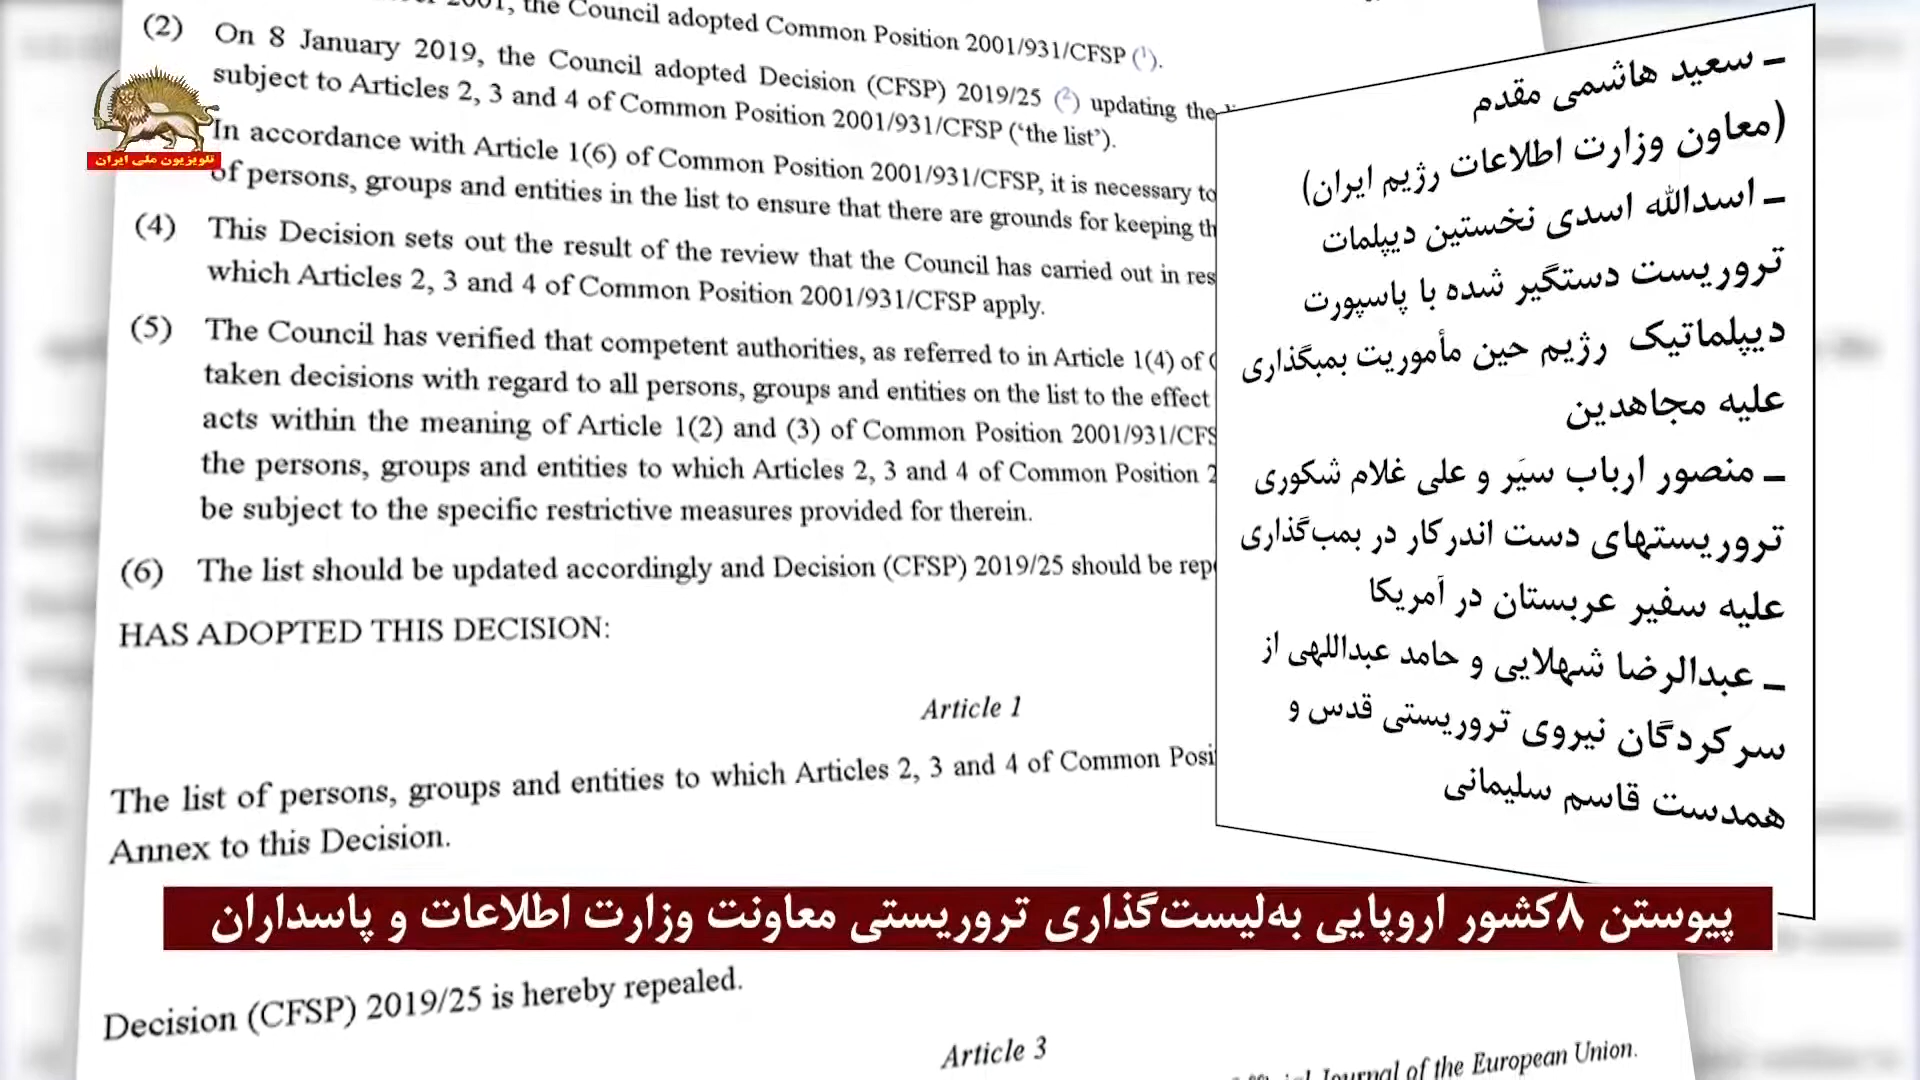 2001, the Council adopted Common Position 2001/931/CFSP (¹).
(2) On 8 January 2019, the Council adopted Decision (CFSP) 2019/25 (²) updating the
subject to Articles 2, 3 and 4 of Common Position 2001/931/CFSP (‘the list’).
In accordance with Article 1(6) of Common Position 2001/931/CFSP, it is necessary to
of persons, groups and entities in the list to ensure that there are grounds for keeping th
(4) This Decision sets out the result of the review that the Council has carried out in res
which Articles 2, 3 and 4 of Common Position 2001/931/CFSP apply.
(5) The Council has verified that competent authorities, as referred to in Article 1(4) of
taken decisions with regard to all persons, groups and entities on the list to the effect
acts within the meaning of Article 1(2) and (3) of Common Position 2001/931/CFS
the persons, groups and entities to which Articles 2, 3 and 4 of Common Position 2
be subject to the specific restrictive measures provided for therein.
(6) The list should be updated accordingly and Decision (CFSP) 2019/25 should be rep
HAS ADOPTED THIS DECISION:
Article 1
The list of persons, groups and entities to which Articles 2, 3 and 4 of Common Posi
Annex to this Decision.
Decision (CFSP) 2019/25 is hereby repealed.
Article 3
Journal of the European Union.
تلویزیون ملی ایران
ـ سعید هاشمی مقدم
(معاون وزارت اطلاعات رژیم ایران)
ـ اسدالله اسدی نخستین دیپلمات
تروریست دستگیر شده با پاسپورت
دیپلماتیک رژیم حین مأموریت بمبگذاری
علیه مجاهدین
ـ منصور ارباب سیَر و علی غلام شکوری
تروریستهای دست اندرکار در بمب‌گذاری
علیه سفیر عربستان در آمریکا
ـ عبدالرضا شهلایی و حامد عبداللهی از
سرکردگان نیروی تروریستی قدس و
همدست قاسم سلیمانی
پیوستن ۸کشور اروپایی به‌لیست‌گذاری تروریستی معاونت وزارت اطلاعات و پاسداران